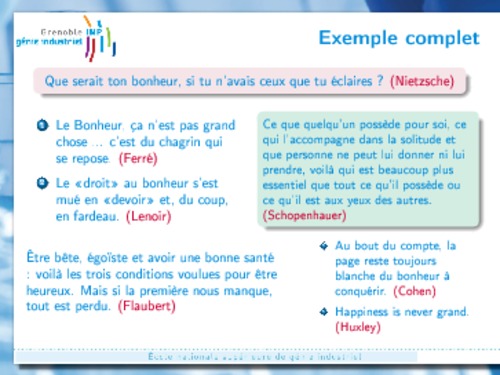 Grenoble INP
génie industriel
Exemple complet
Que serait ton bonheur, si tu n'avais ceux que tu éclaires ? (Nietzsche)
1 Le Bonheur, ça n'est pas grand
chose ... c'est du chagrin qui
se repose. (Ferré)
2 Le «droit» au bonheur s'est
mué en «devoir» et, du coup,
en fardeau. (Lenoir)
Être bête, égoïste et avoir une bonne santé
: voilà les trois conditions voulues pour être
heureux. Mais si la première nous manque,
tout est perdu. (Flaubert)
Ce que quelqu'un possède pour soi, ce
qui l'accompagne dans la solitude et
que personne ne peut lui donner ni lui
prendre, voilà qui est beaucoup plus
essentiel que tout ce qu'il possède ou
ce qu'il est aux yeux des autres.
(Schopenhauer)
Au bout du compte, la
page reste toujours
blanche du bonheur à
conquérir. (Cohen)
Happiness is never grand.
(Huxley)
École nationale supérieure de génie industriel